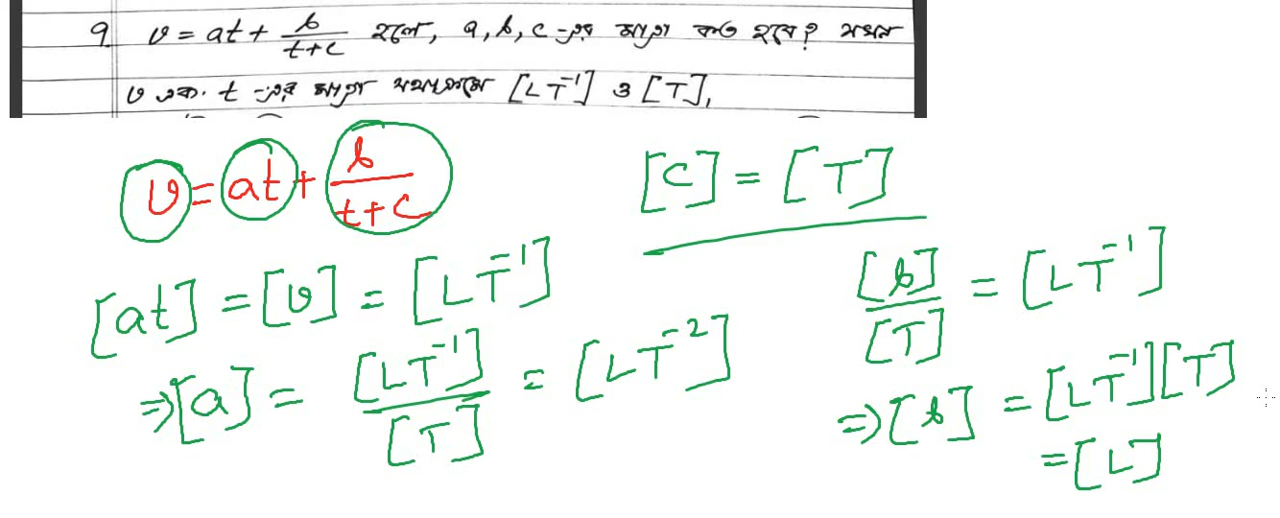 9 v = at + b/(t+c) হলে, a, b, c -এর মাত্রা কত হবে? যখন
v এবং t -এর মাত্রা যথাক্রমে [LT⁻¹] ও [T],
v = at + b/(t+c)
[at] = [v] = [LT⁻¹]
⇒ [a] = [LT⁻¹]/[T] = [LT⁻²]
[c] = [T]
[b]/[T] = [LT⁻¹]
⇒ [b] = [LT⁻¹][T]
= [L]